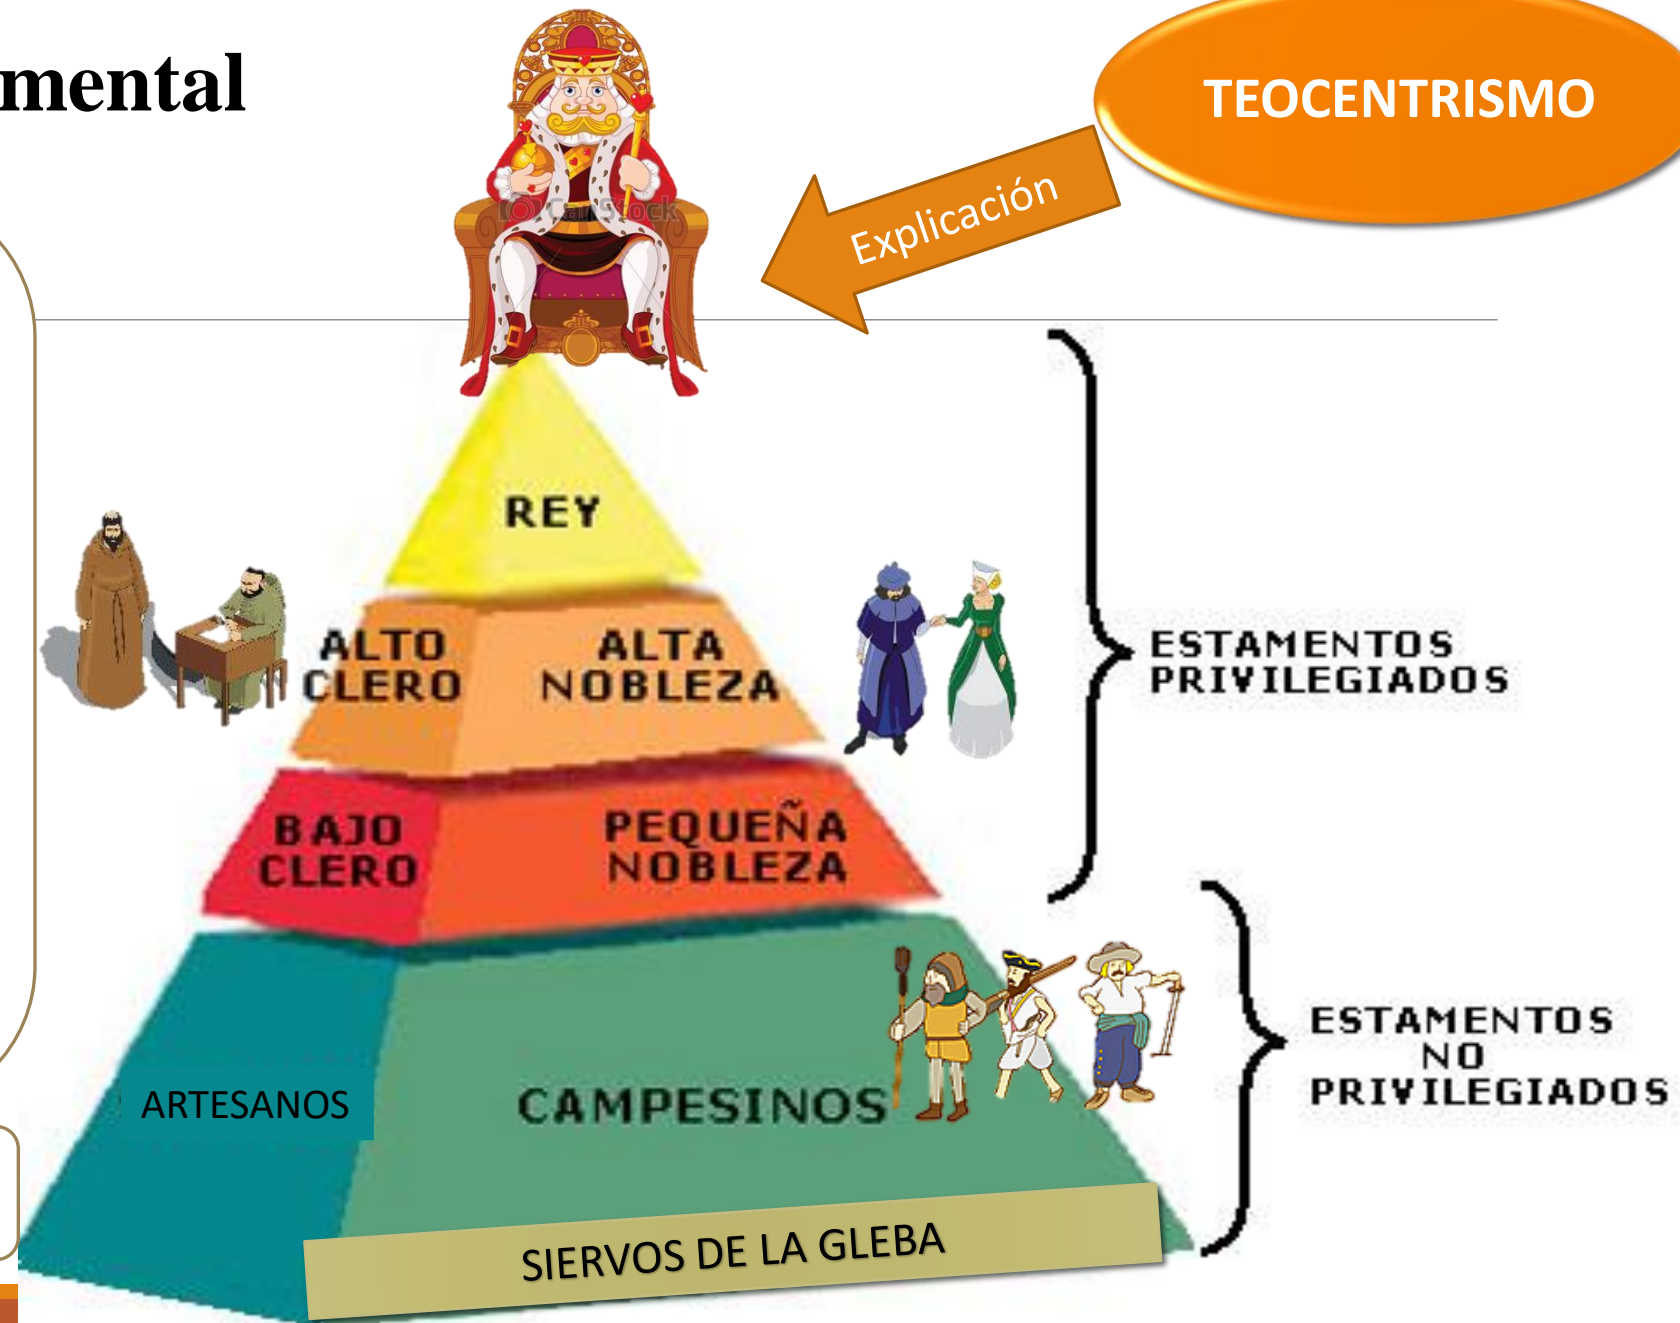 mental
TEOCENTRISMO
Explicación
CanStock
REY
ALTO
CLERO
ALTA
NOBLEZA
ESTAMENTOS
PRIVILEGIADOS
BAJO
CLERO
PEQUEÑA
NOBLEZA
ESTAMENTOS
NO
PRIVILEGIADOS
ARTESANOS
CAMPESINOS
SIERVOS DE LA GLEBA